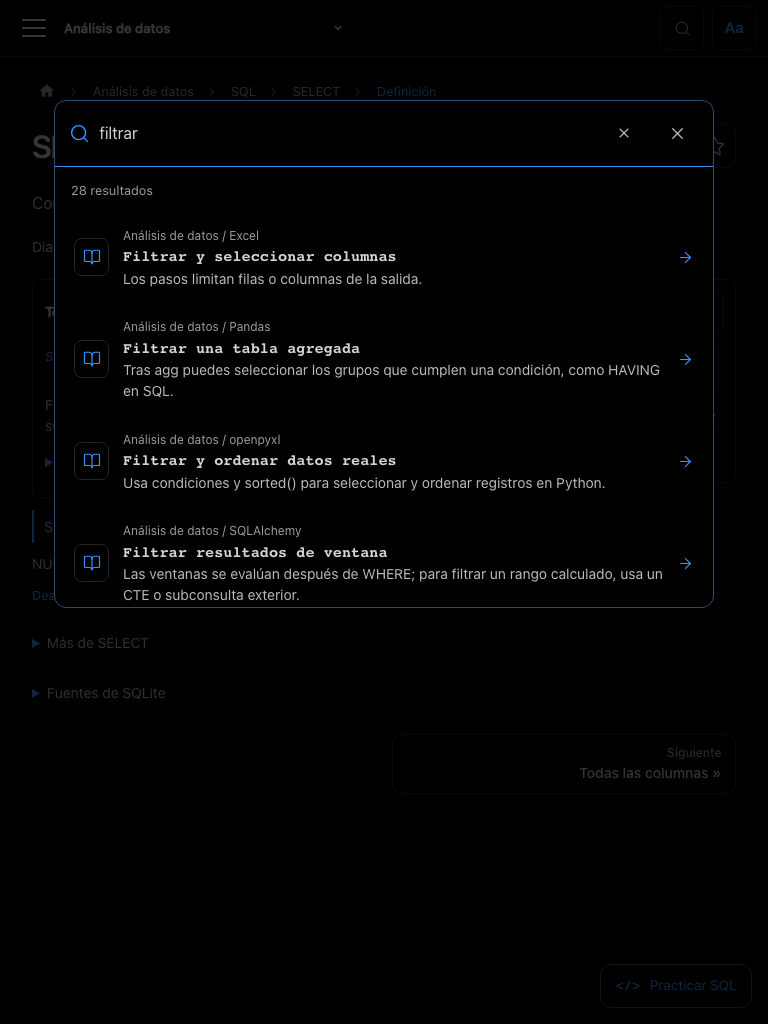 Análisis de datos
Aa
Análisis de datos > SQL > SELECT > Definición
filtrar
28 resultados
Análisis de datos / Excel
Filtrar y seleccionar columnas
Los pasos limitan filas o columnas de la salida.
Análisis de datos / Pandas
Filtrar una tabla agregada
Tras agg puedes seleccionar los grupos que cumplen una condición, como HAVING
en SQL.
Análisis de datos / openpyxl
Filtrar y ordenar datos reales
Usa condiciones y sorted() para seleccionar y ordenar registros en Python.
Análisis de datos / SQLAlchemy
Filtrar resultados de ventana
Las ventanas se evalúan después de WHERE; para filtrar un rango calculado, usa un
CTE o subconsulta exterior.
Más de SELECT
Fuentes de SQLite
Siguiente
Todas las columnas »
</> Practicar SQL